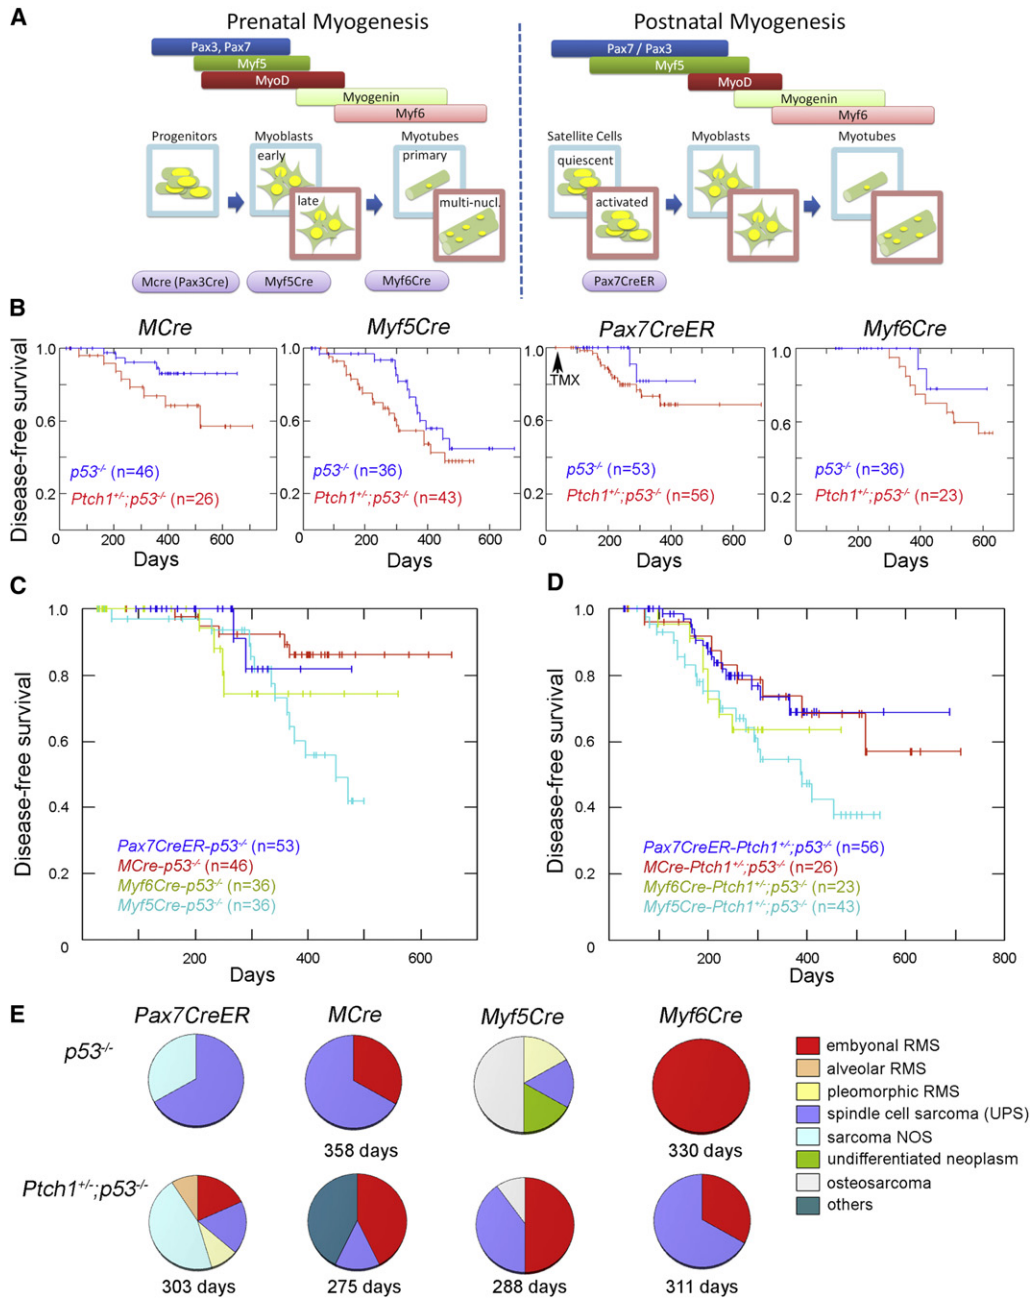 A
Prenatal Myogenesis
Postnatal Myogenesis
Pax3, Pax7
Myf5
MyoD
Myogenin
Myf6
Pax7 / Pax3
Myf5
MyoD
Myogenin
Myf6
Progenitors
Myoblasts
Myotubes
early
late
primary
multi-nucl.
Satellite Cells
Myoblasts
Myotubes
quiescent
activated
Mcre (Pax3Cre)
Myf5Cre
Myf6Cre
Pax7CreER
B
MCre
Myf5Cre
Pax7CreER
Myf6Cre
Disease-free survival
1.0
0.6
0.2
p53-/- (n=46)
Ptch1+/-;p53-/- (n=26)
0 200 400 600
Days
1.0
0.6
0.2
p53-/- (n=36)
Ptch1+/-;p53-/- (n=43)
0 200 400 600
Days
1.0
TMX
0.6
0.2
p53-/- (n=53)
Ptch1+/-;p53-/- (n=56)
0 200 400 600
Days
1.0
0.6
0.2
p53-/- (n=36)
Ptch1+/-;p53-/- (n=23)
0 200 400 600
Days
C
Disease-free survival
1.0
0.8
0.6
0.4
0.2
0
Pax7CreER-p53-/- (n=53)
MCre-p53-/- (n=46)
Myf6Cre-p53-/- (n=36)
Myf5Cre-p53-/- (n=36)
200 400 600
Days
D
Disease-free survival
1.0
0.8
0.6
0.4
0.2
0
Pax7CreER-Ptch1+/-;p53-/- (n=56)
MCre-Ptch1+/-;p53-/- (n=26)
Myf6Cre-Ptch1+/-;p53-/- (n=23)
Myf5Cre-Ptch1+/-;p53-/- (n=43)
200 400 600 800
Days
E
Pax7CreER
MCre
Myf5Cre
Myf6Cre
p53-/-
358 days
330 days
Ptch1+/-;p53-/-
303 days
275 days
288 days
311 days
embyonal RMS
alveolar RMS
pleomorphic RMS
spindle cell sarcoma (UPS)
sarcoma NOS
undifferentiated neoplasm
osteosarcoma
others